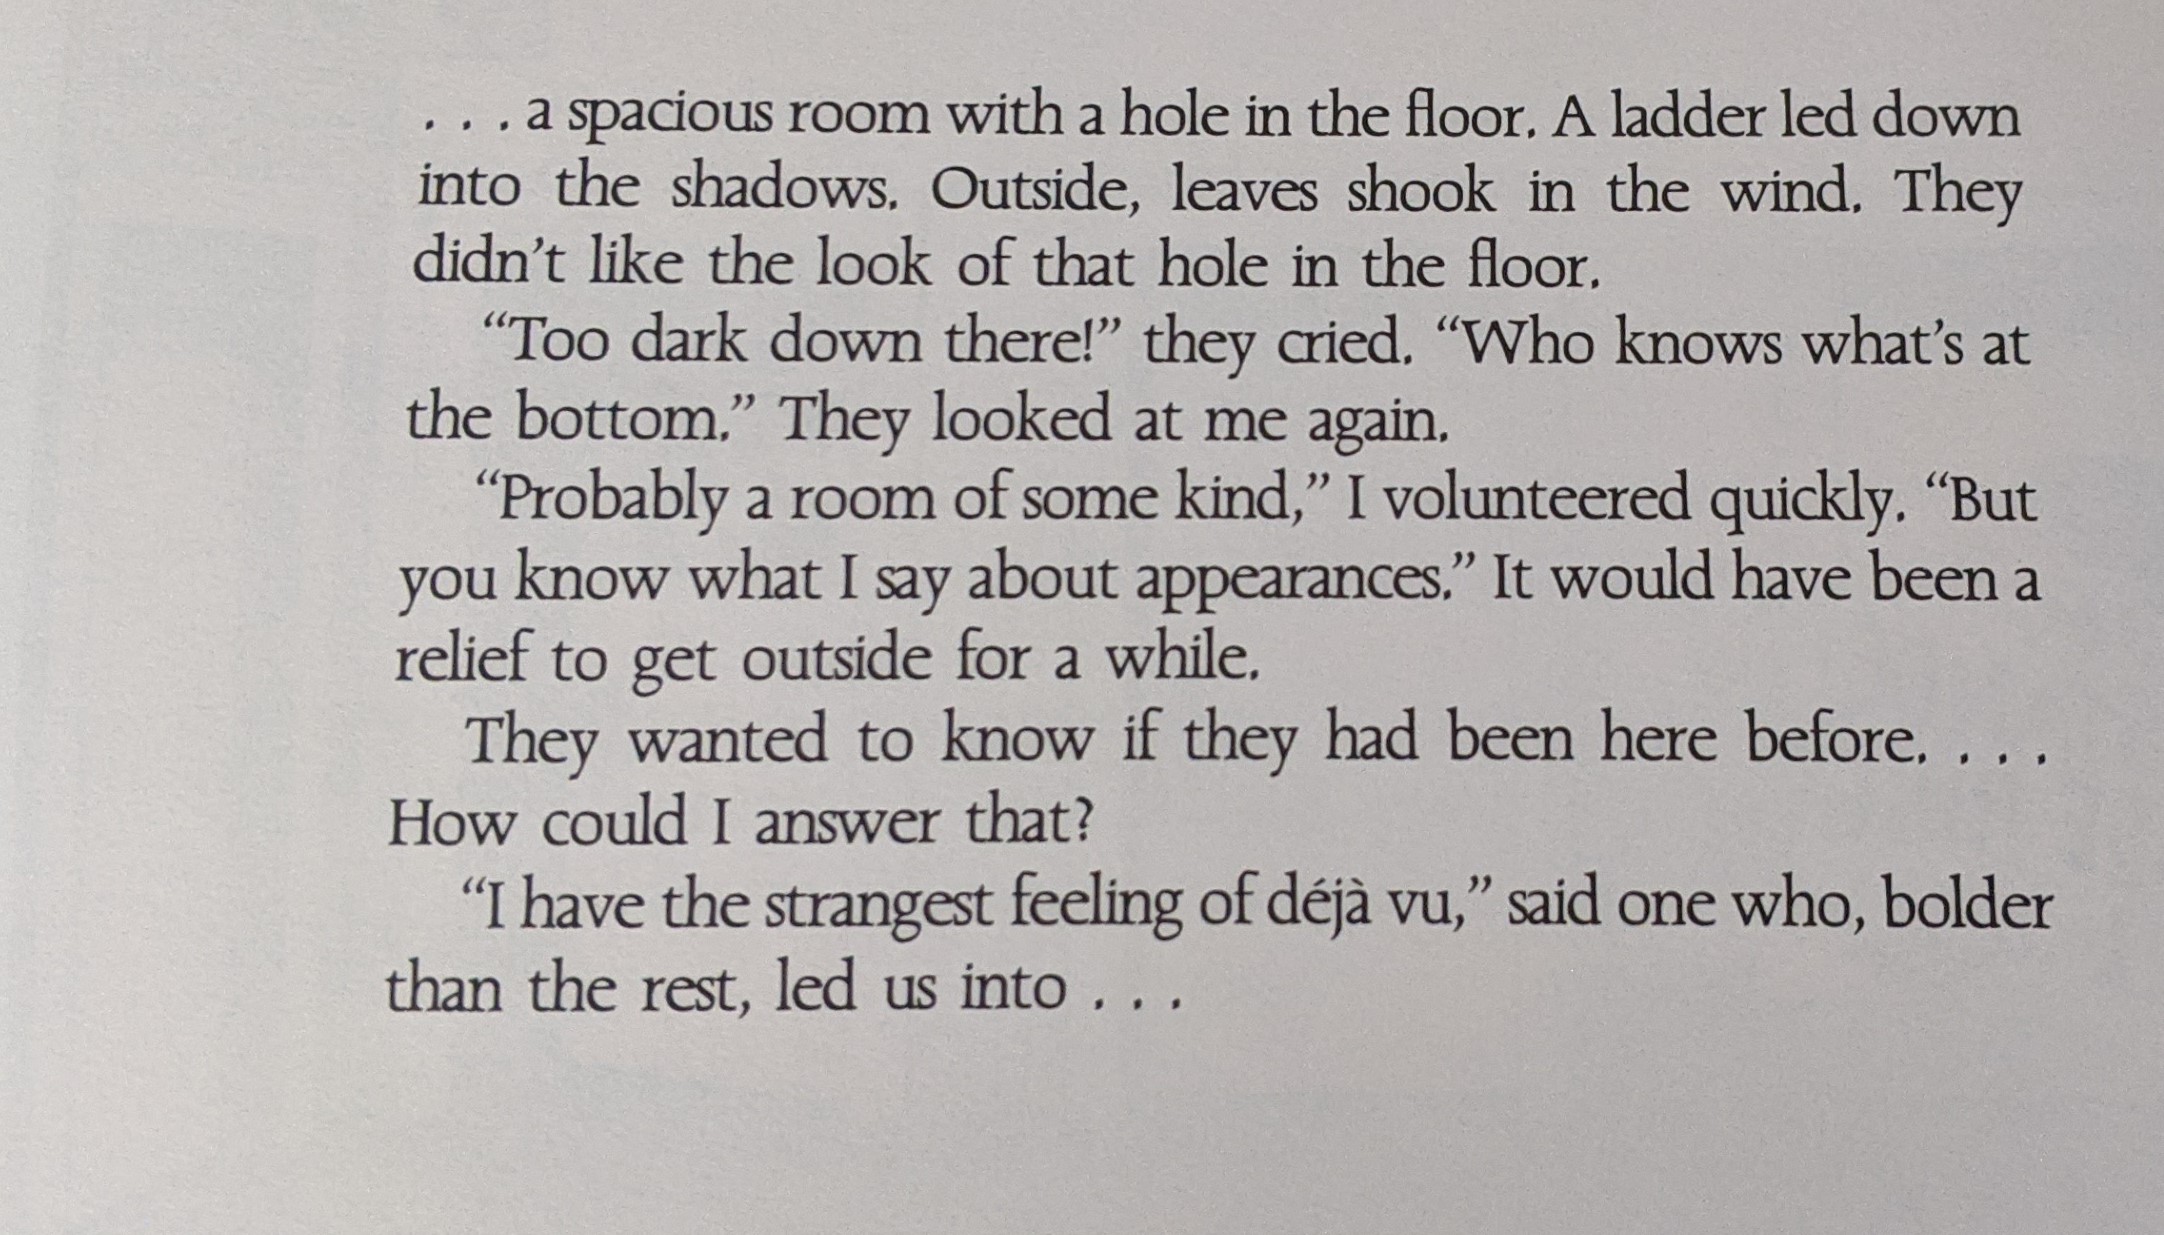 . . . a spacious room with a hole in the floor. A ladder led down
into the shadows. Outside, leaves shook in the wind. They
didn’t like the look of that hole in the floor.
“Too dark down there!” they cried. “Who knows what’s at
the bottom.” They looked at me again.
“Probably a room of some kind,” I volunteered quickly. “But
you know what I say about appearances.” It would have been a
relief to get outside for a while.
They wanted to know if they had been here before. . . .
How could I answer that?
“I have the strangest feeling of déjà vu,” said one who, bolder
than the rest, led us into . . .